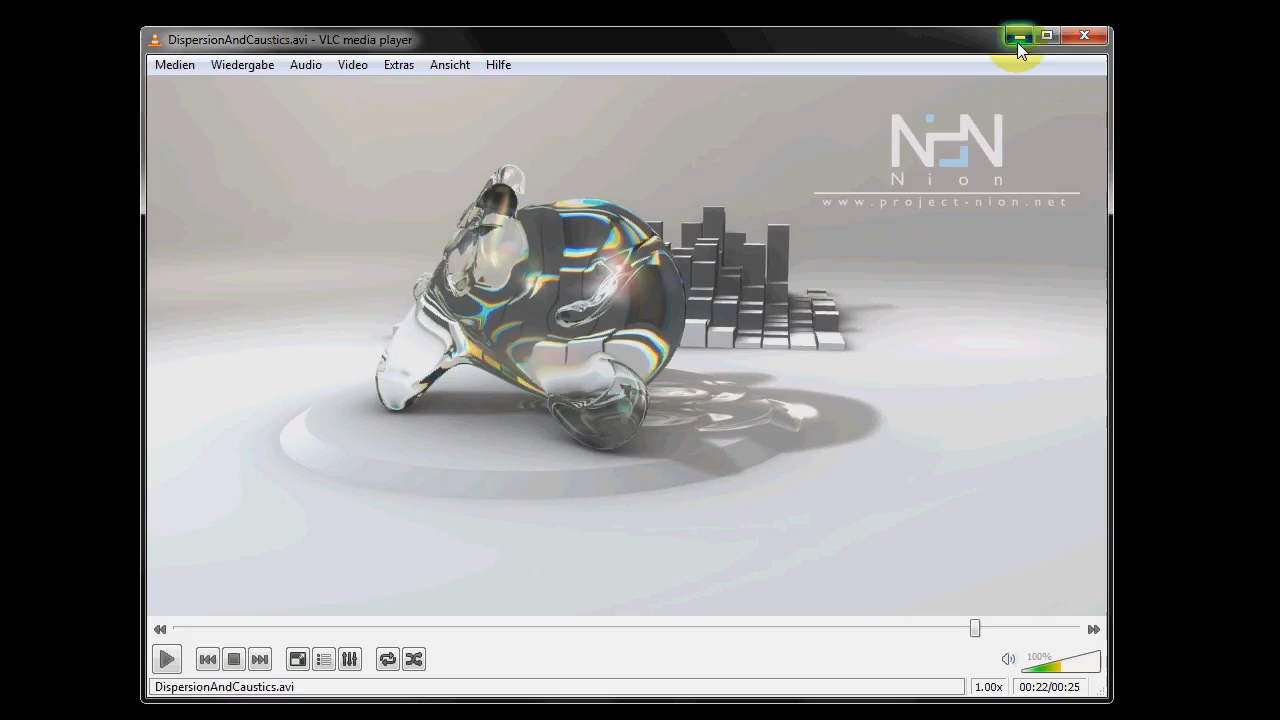 DispersionAndCaustics.avi - VLC media player
Medien Wiedergabe Audio Video Extras Ansicht Hilfe
NION
Nion
www.project-nion.net
100%
DispersionAndCaustics.avi
1.00x
00:22/00:25